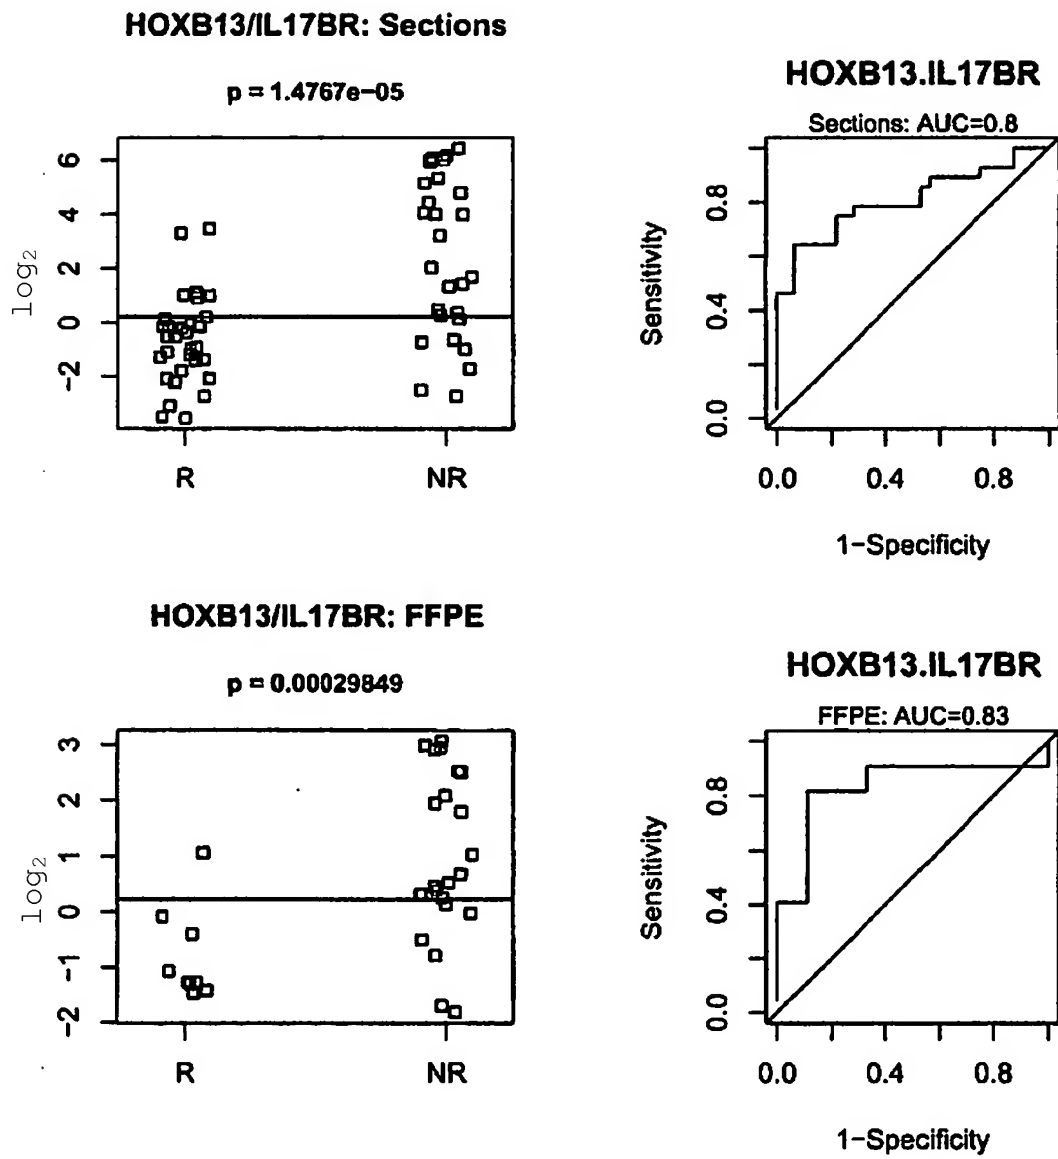 HOXB13/IL17BR: Sections
p = 1.4767e−05
log2
6
4
2
0
−2
R
NR
HOXB13.IL17BR
Sections: AUC=0.8
Sensitivity
0.8
0.4
0.0
0.0
0.4
0.8
1−Specificity
HOXB13/IL17BR: FFPE
p = 0.00029849
log2
3
2
1
0
−1
−2
R
NR
HOXB13.IL17BR
FFPE: AUC=0.83
Sensitivity
0.8
0.4
0.0
0.0
0.4
0.8
1−Specificity